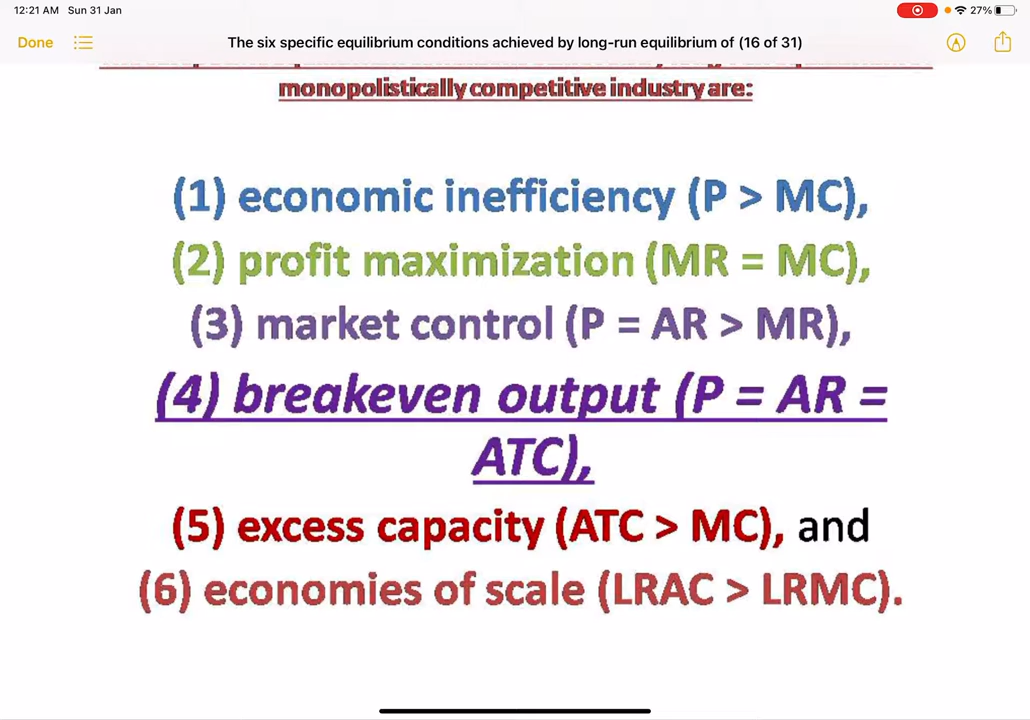 12:21 AM Sun 31 Jan
27%
Done
The six specific equilibrium conditions achieved by long-run equilibrium of (16 of 31)
monopolistically competitive industry are:
(1) economic inefficiency (P > MC),
(2) profit maximization (MR = MC),
(3) market control (P = AR > MR),
(4) breakeven output (P = AR =
ATC),
(5) excess capacity (ATC > MC), and
(6) economies of scale (LRAC > LRMC).